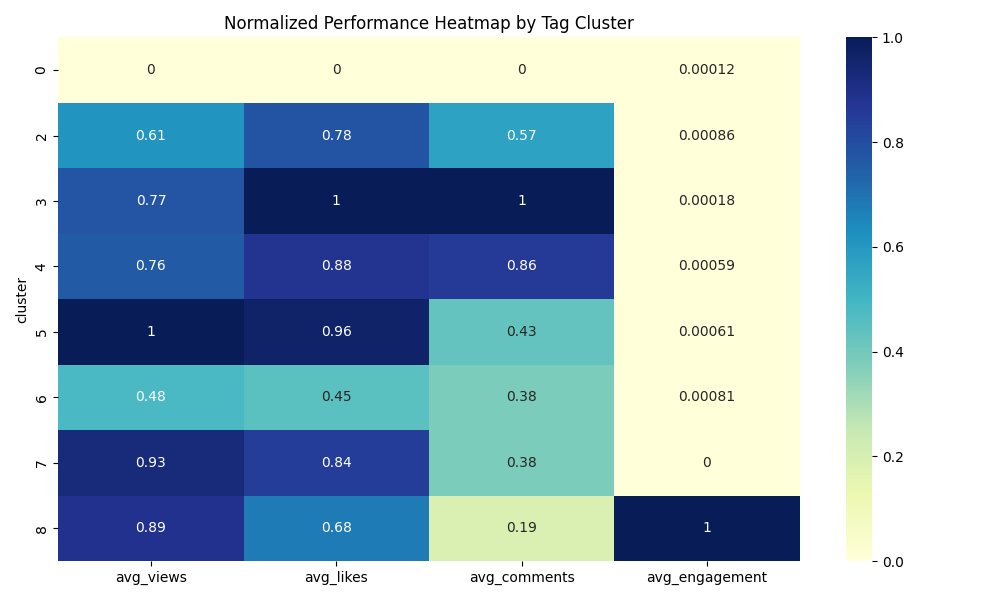 Normalized Performance Heatmap by Tag Cluster
cluster
0 0 0 0 0.00012
2 0.61 0.78 0.57 0.00086
3 0.77 1 1 0.00018
4 0.76 0.88 0.86 0.00059
5 1 0.96 0.43 0.00061
6 0.48 0.45 0.38 0.00081
7 0.93 0.84 0.38 0
8 0.89 0.68 0.19 1
avg_views avg_likes avg_comments avg_engagement
1.0
0.8
0.6
0.4
0.2
0.0